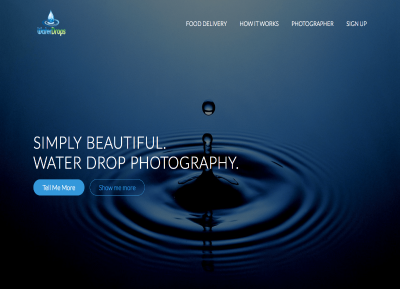 WaterDrops
FOOD DELIVERY HOW IT WORKS PHOTOGRAPHER SIGN UP
SIMPLY BEAUTIFUL.
WATER DROP PHOTOGRAPHY.
Tell Me More Show me more